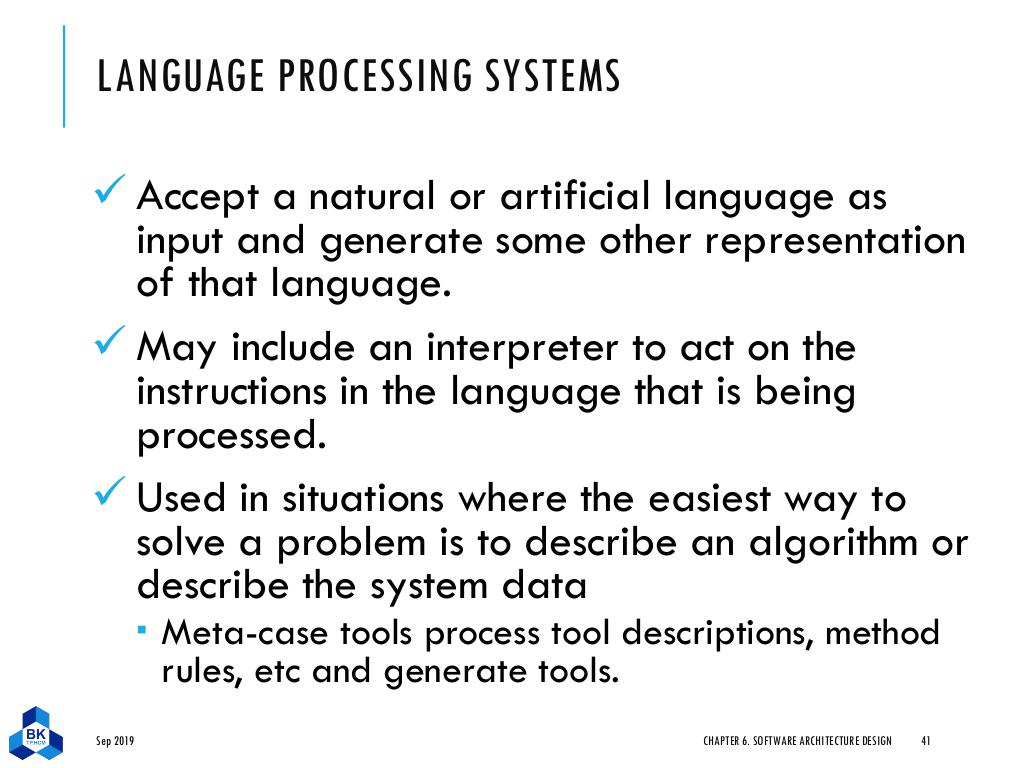 LANGUAGE PROCESSING SYSTEMS
✓ Accept a natural or artificial language as
input and generate some other representation
of that language.
✓ May include an interpreter to act on the
instructions in the language that is being
processed.
✓ Used in situations where the easiest way to
solve a problem is to describe an algorithm or
describe the system data
▪ Meta-case tools process tool descriptions, method
rules, etc and generate tools.
BK
TP.HCM
Sep 2019
CHAPTER 6. SOFTWARE ARCHITECTURE DESIGN
41